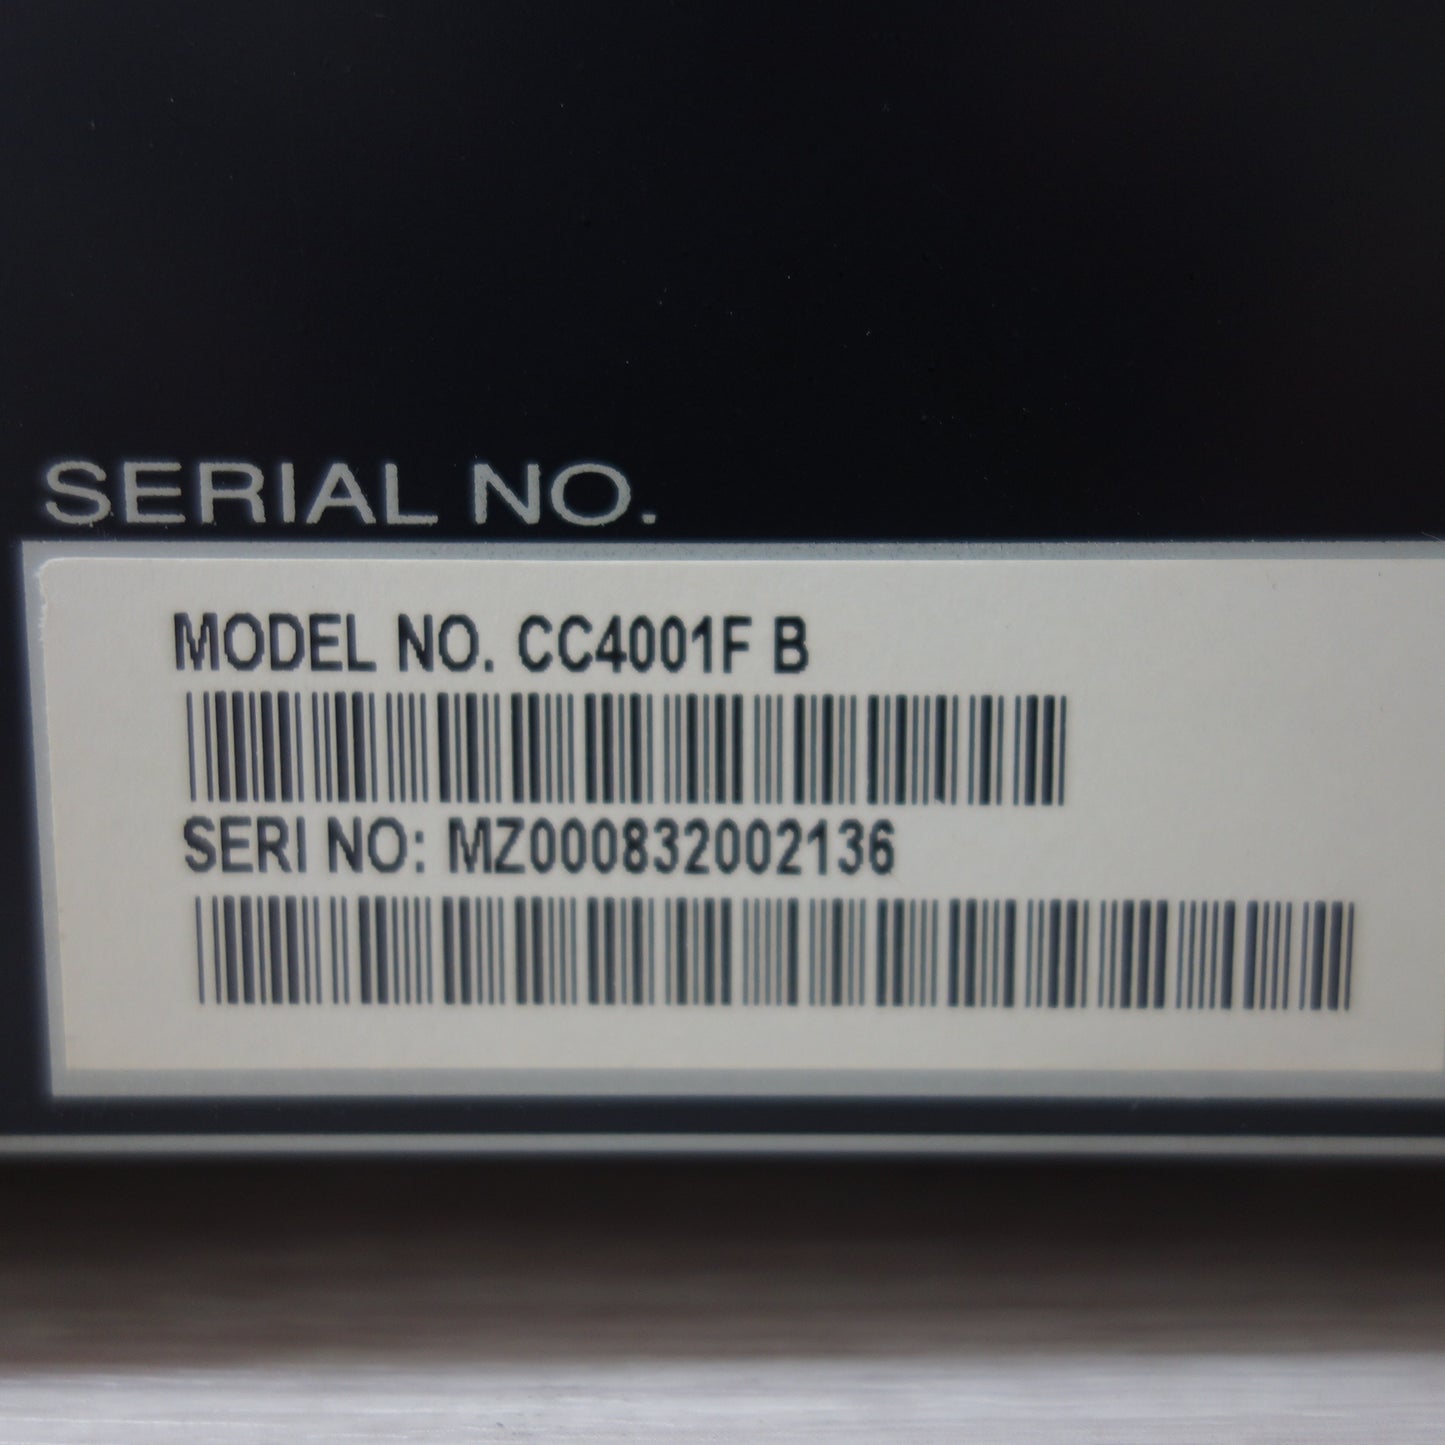 SERIAL NO.
MODEL NO. CC4001F B
SERI NO: MZ000832002136